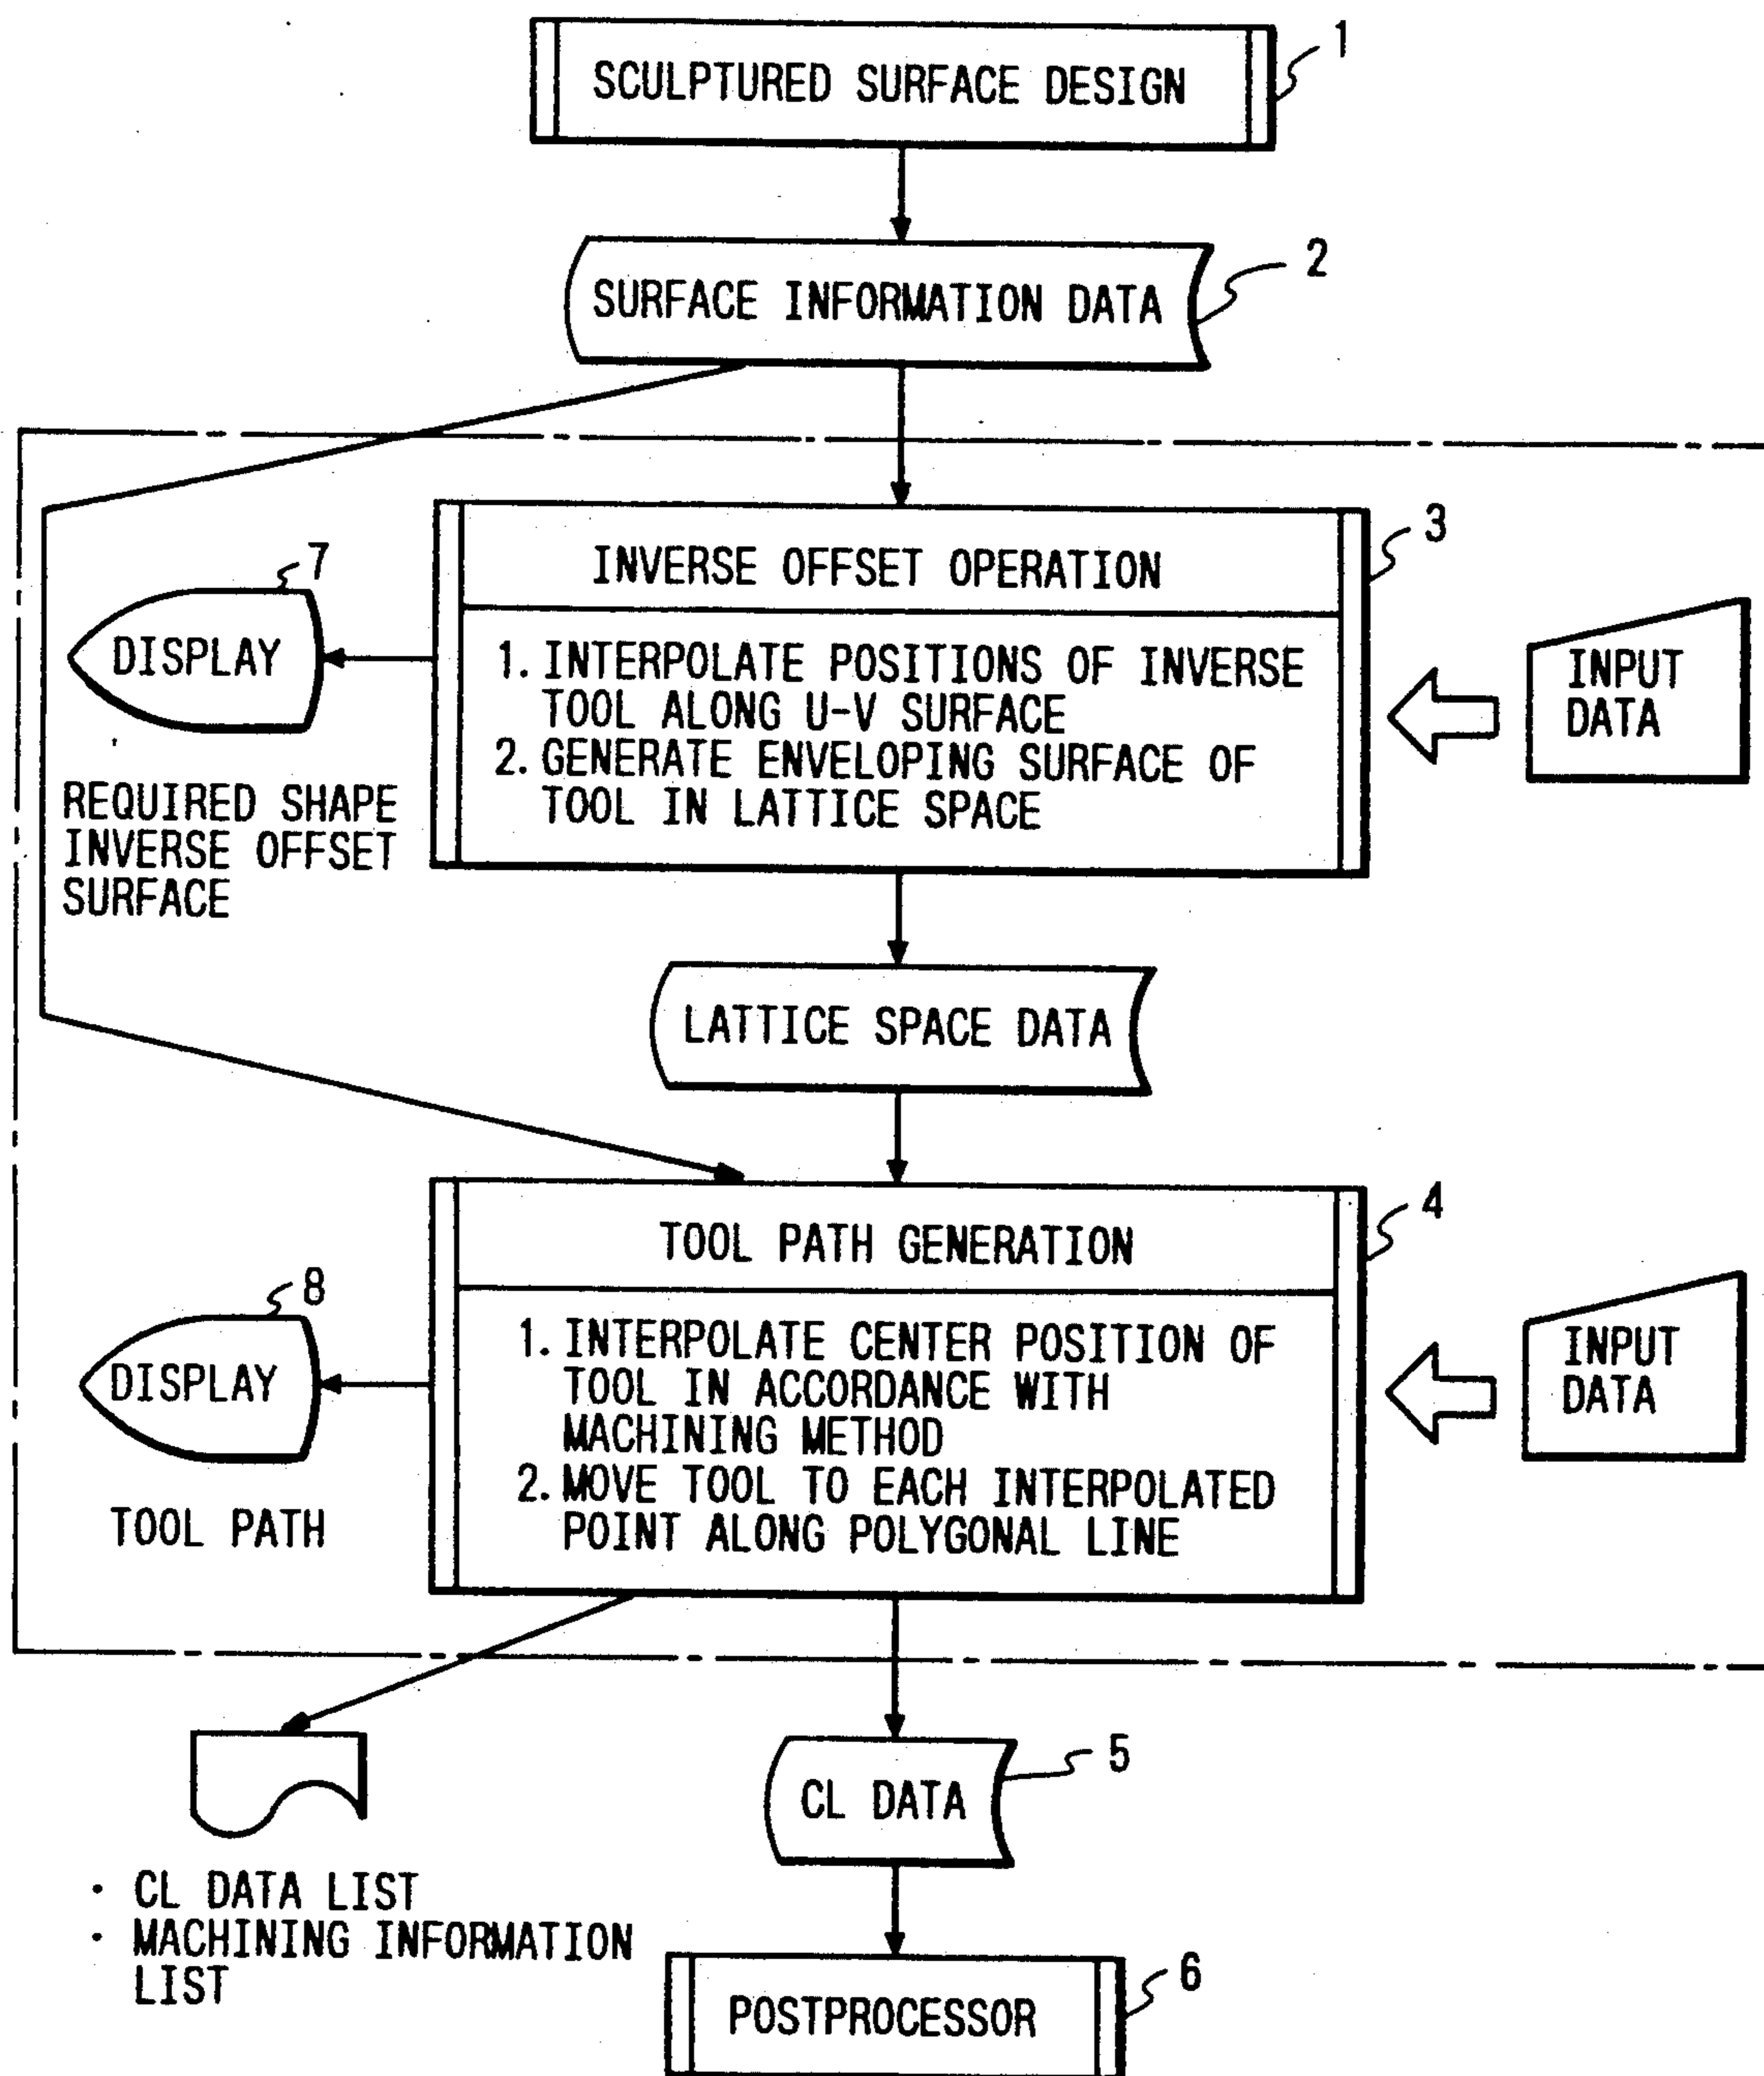 1
SCULPTURED SURFACE DESIGN
2
SURFACE INFORMATION DATA
3
INVERSE OFFSET OPERATION
7
DISPLAY
1. INTERPOLATE POSITIONS OF INVERSE
TOOL ALONG U-V SURFACE
2. GENERATE ENVELOPING SURFACE OF
TOOL IN LATTICE SPACE
INPUT
DATA
REQUIRED SHAPE
INVERSE OFFSET
SURFACE
LATTICE SPACE DATA
4
TOOL PATH GENERATION
8
DISPLAY
1. INTERPOLATE CENTER POSITION OF
TOOL IN ACCORDANCE WITH
MACHINING METHOD
2. MOVE TOOL TO EACH INTERPOLATED
POINT ALONG POLYGONAL LINE
INPUT
DATA
TOOL PATH
5
CL DATA
· CL DATA LIST
· MACHINING INFORMATION
LIST
6
POSTPROCESSOR